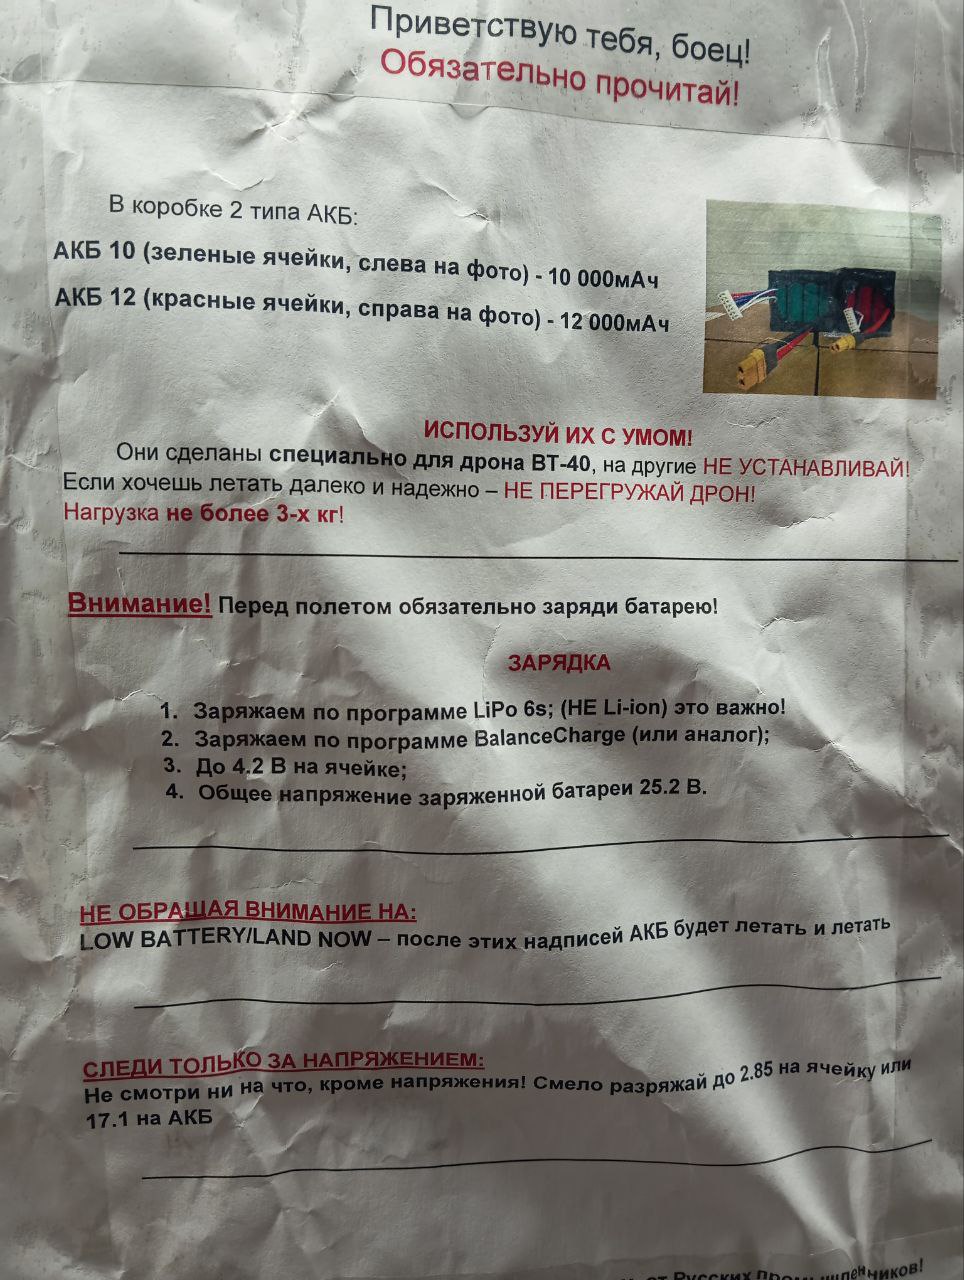 Приветствую тебя, боец!
Обязательно прочитай!
В коробке 2 типа АКБ:
АКБ 10 (зеленые ячейки, слева на фото) - 10 000мАч
АКБ 12 (красные ячейки, справа на фото) - 12 000мАч
ИСПОЛЬЗУЙ ИХ С УМОМ!
Они сделаны специально для дрона ВТ-40, на другие НЕ УСТАНАВЛИВАЙ!
Если хочешь летать далеко и надежно – НЕ ПЕРЕГРУЖАЙ ДРОН!
Нагрузка не более 3-х кг!
Внимание! Перед полетом обязательно заряди батарею!
ЗАРЯДКА
1. Заряжаем по программе LiPo 6s; (НЕ Li-ion) это важно!
2. Заряжаем по программе BalanceCharge (или аналог);
3. До 4.2 В на ячейке;
4. Общее напряжение заряженной батареи 25.2 В.
НЕ ОБРАЩАЯ ВНИМАНИЕ НА:
LOW BATTERY/LAND NOW – после этих надписей АКБ будет летать и летать
СЛЕДИ ТОЛЬКО ЗА НАПРЯЖЕНИЕМ:
Не смотри ни на что, кроме напряжения! Смело разряжай до 2.85 на ячейку или
17.1 на АКБ
от Русских Промышленников!